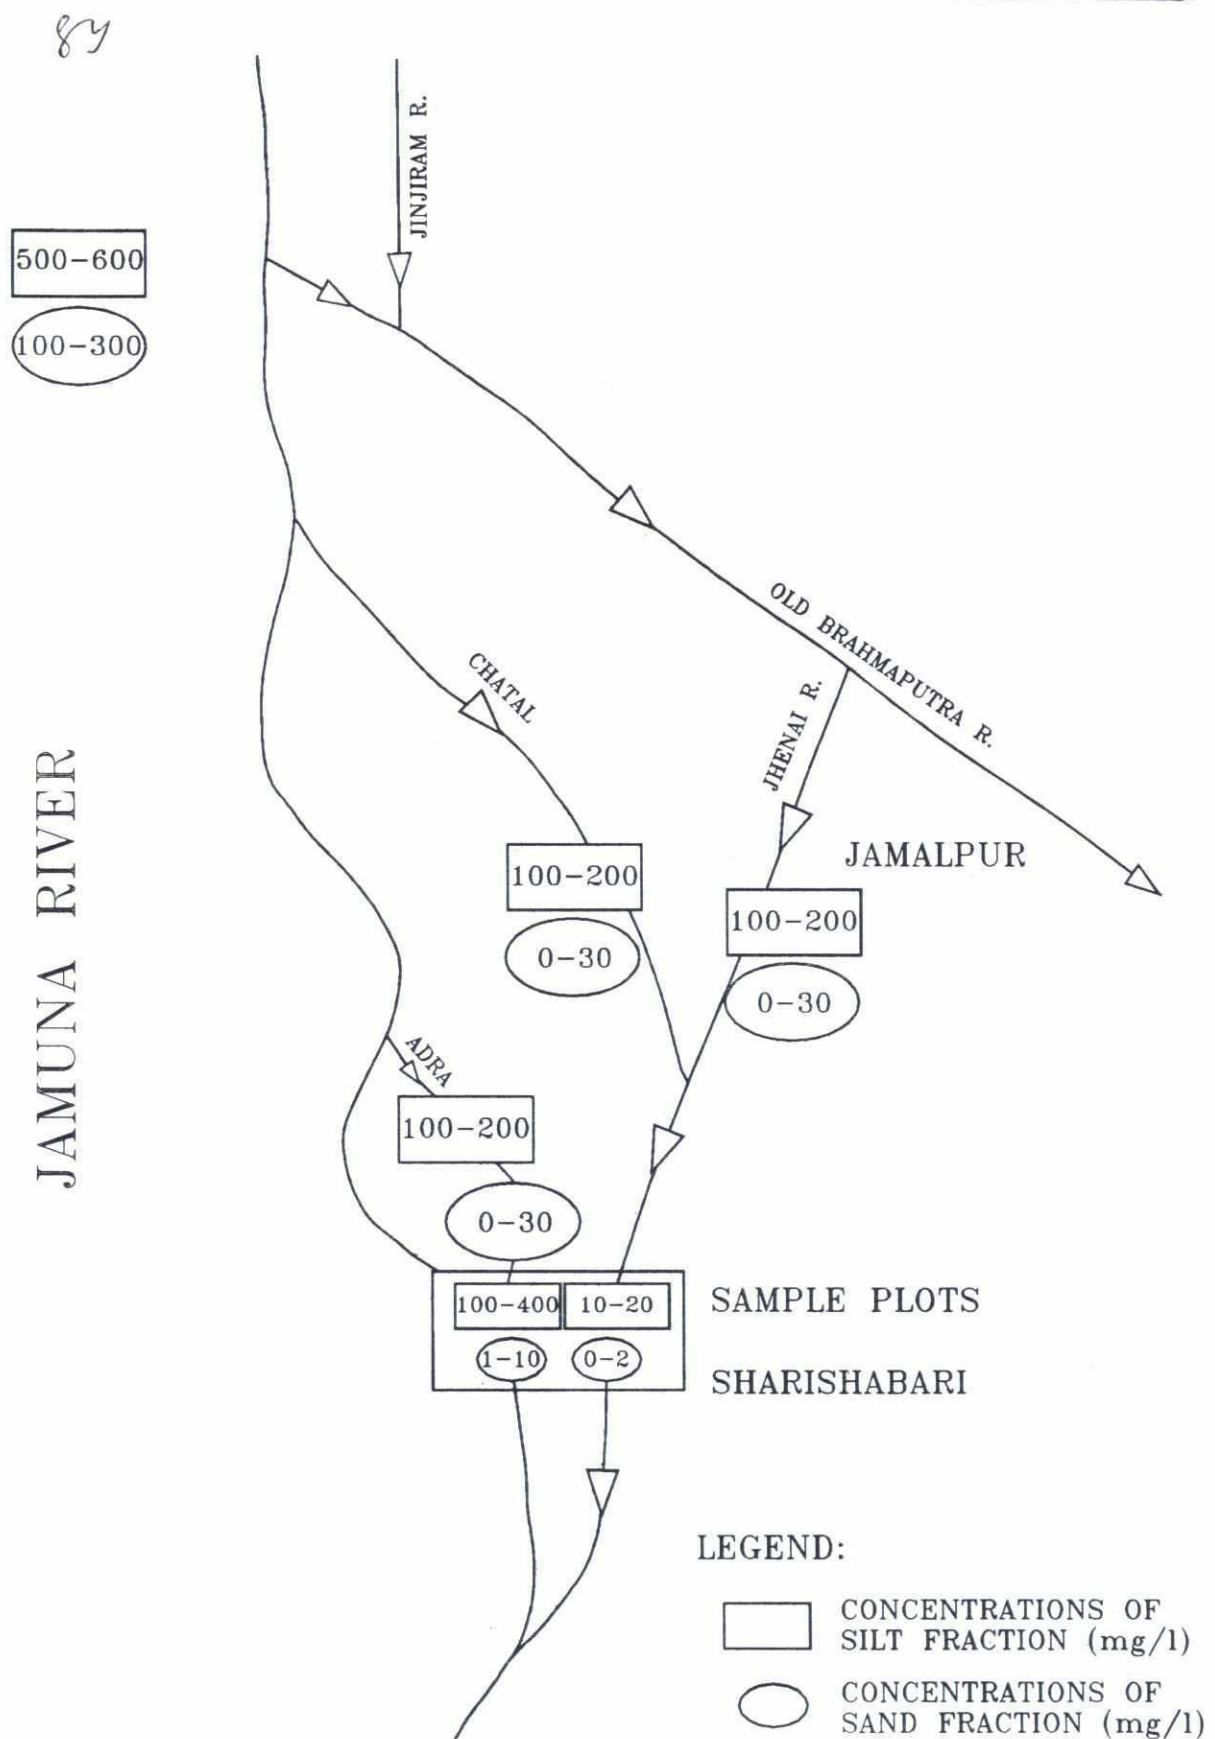 84
JINJIRAM R.
500-600
100-300
OLD BRAHMAPUTRA R.
CHATAL
JHENAI R.
JAMUNA RIVER
JAMALPUR
100-200
0-30
100-200
0-30
ADRA
100-200
0-30
100-400
10-20
SAMPLE PLOTS
1-10
0-2
SHARISHABARI
LEGEND:
CONCENTRATIONS OF
SILT FRACTION (mg/l)
CONCENTRATIONS OF
SAND FRACTION (mg/l)